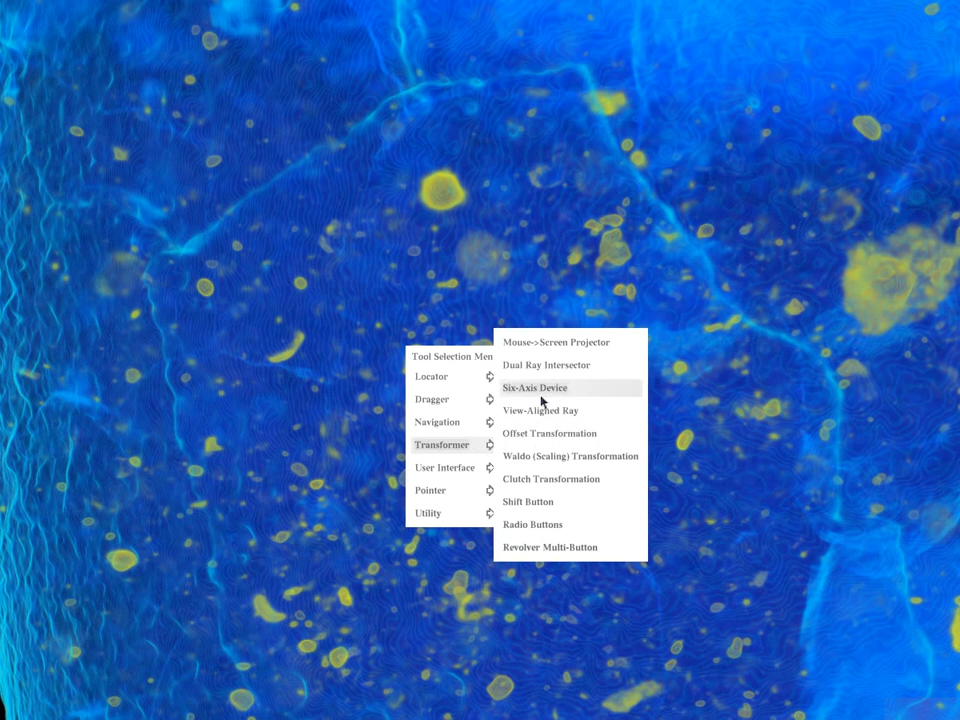 Tool Selection Men
Locator
Dragger
Navigation
Transformer
User Interface
Pointer
Utility
Mouse->Screen Projector
Dual Ray Intersector
Six-Axis Device
View-Aligned Ray
Offset Transformation
Waldo (Scaling) Transformation
Clutch Transformation
Shift Button
Radio Buttons
Revolver Multi-Button